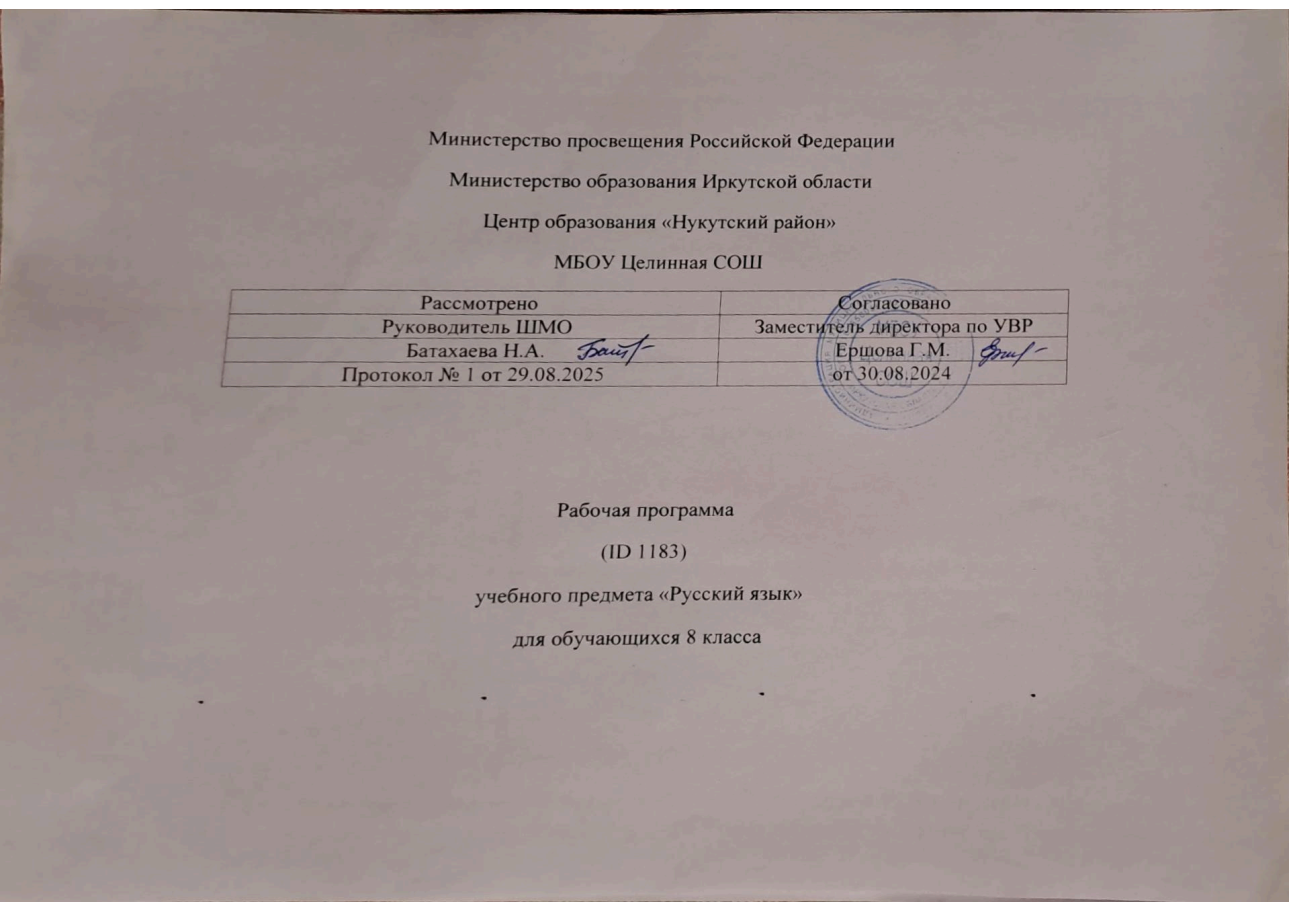 Министерство просвещения Российской Федерации
Министерство образования Иркутской области
Центр образования «Нукутский район»
МБОУ Целинная СОШ
Рассмотрено Согласовано
Руководитель ШМО Заместитель директора по УВР
Батахаева Н.А. Ершова Г.М.
Протокол № 1 от 29.08.2025 от 30.08.2024
Рабочая программа
(ID 1183)
учебного предмета «Русский язык»
для обучающихся 8 класса